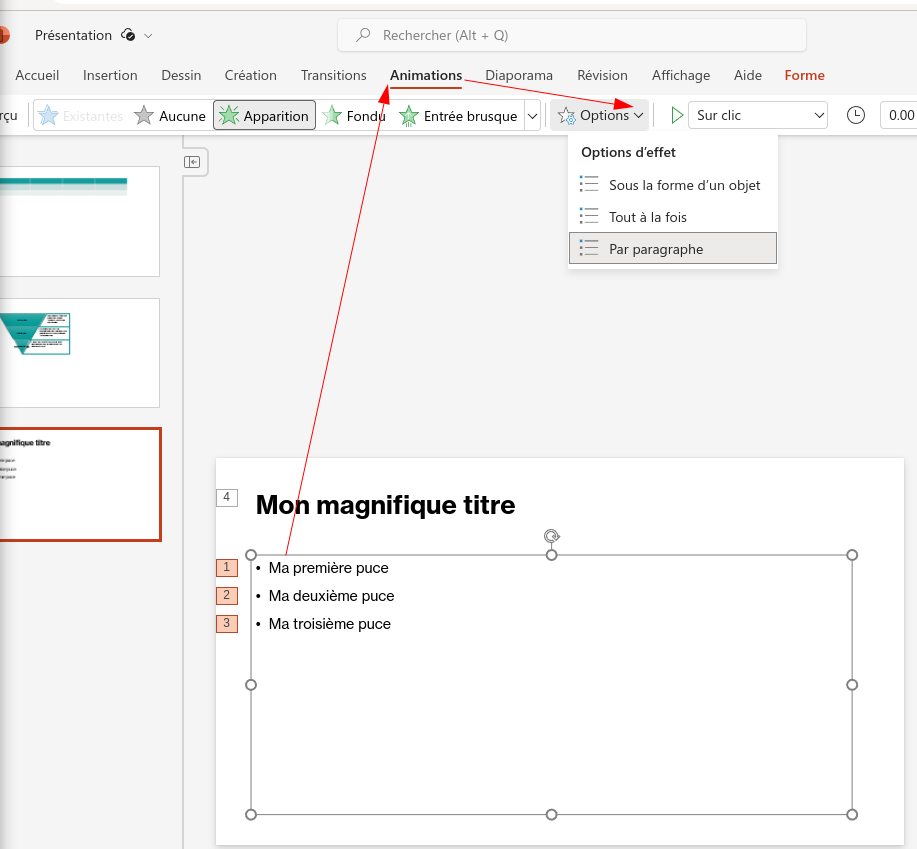 Présentation
Rechercher (Alt + Q)
Accueil Insertion Dessin Création Transitions Animations Diaporama Révision Affichage Aide Forme
rçu Existantes Aucune Apparition Fondu Entrée brusque Options Sur clic 0.00
Options d'effet
Sous la forme d'un objet
Tout à la fois
Par paragraphe
agnifique titre
4 Mon magnifique titre
1 • Ma première puce
2 • Ma deuxième puce
3 • Ma troisième puce